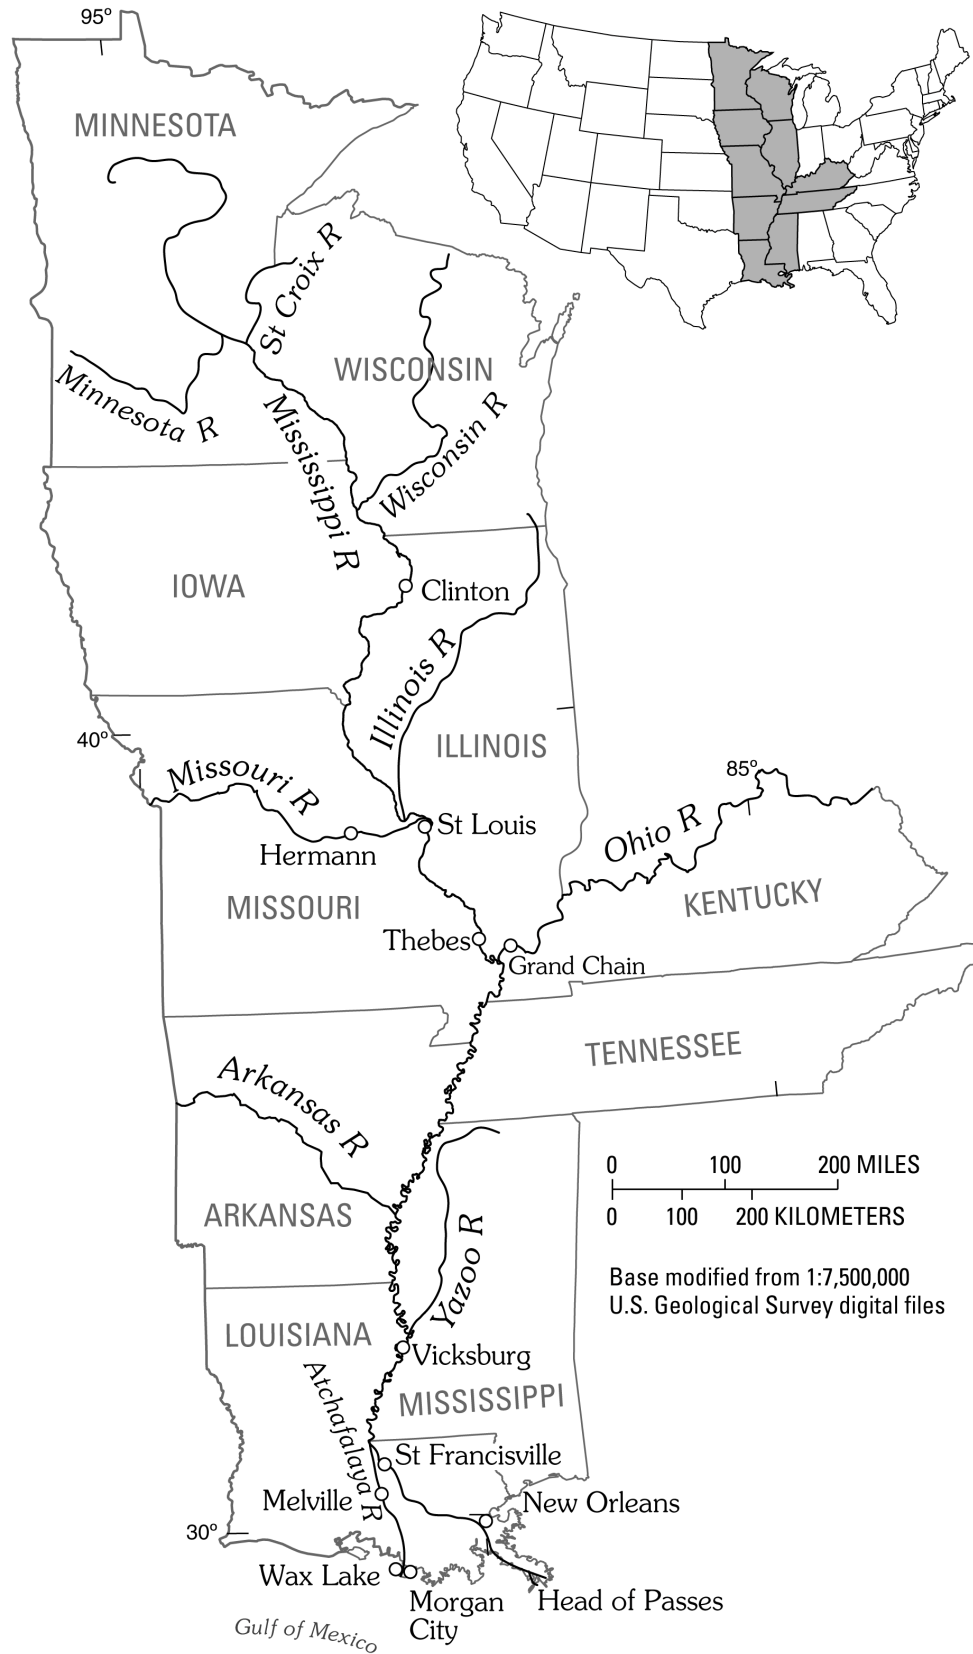 95°
MINNESOTA
St Croix R
WISCONSIN
Minnesota R
Mississippi R
Wisconsin R
IOWA
Clinton
Illinois R
40°
ILLINOIS
Missouri R
85°
St Louis
Ohio R
Hermann
MISSOURI
KENTUCKY
Thebes
Grand Chain
TENNESSEE
Arkansas R
0 100 200 MILES
0 100 200 KILOMETERS
ARKANSAS
Yazoo R
Base modified from 1:7,500,000
U.S. Geological Survey digital files
LOUISIANA
Vicksburg
Atchafalaya R
MISSISSIPPI
St Francisville
Melville
New Orleans
30°
Wax Lake
Morgan
City
Head of Passes
Gulf of Mexico